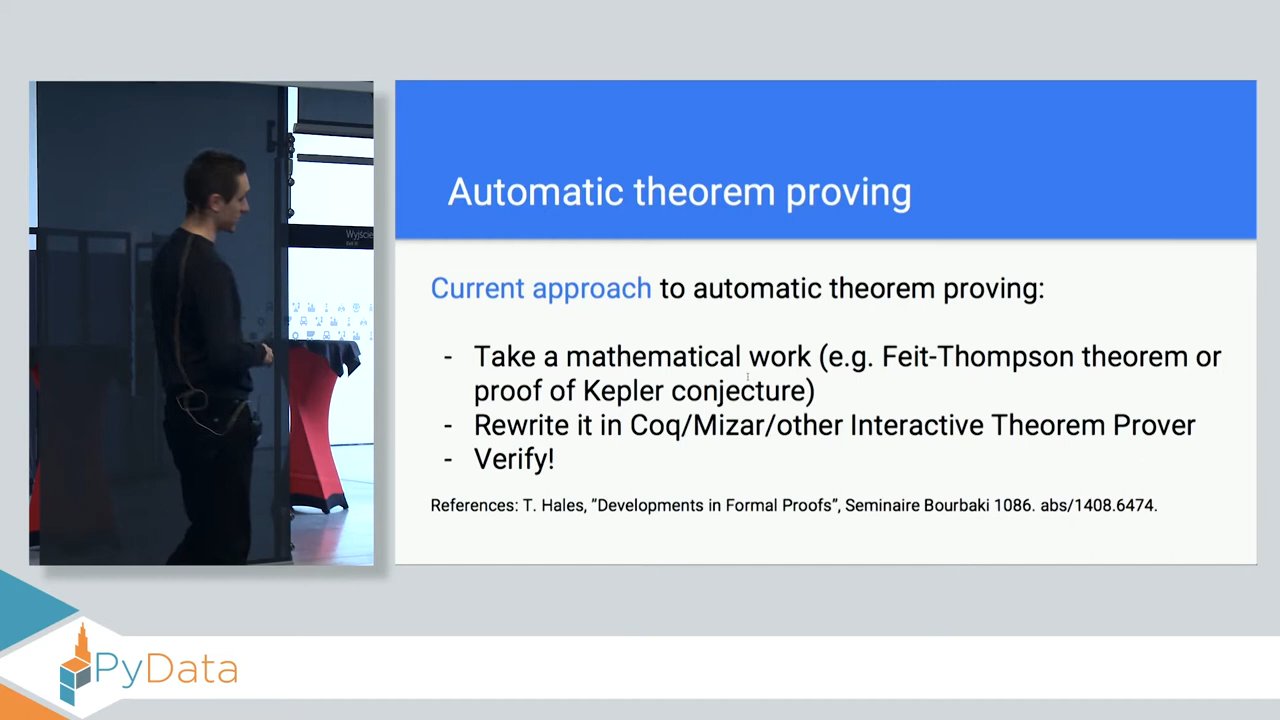 Automatic theorem proving
Current approach to automatic theorem proving:
- Take a mathematical work (e.g. Feit-Thompson theorem or
proof of Kepler conjecture)
- Rewrite it in Coq/Mizar/other Interactive Theorem Prover
- Verify!
References: T. Hales, ”Developments in Formal Proofs”, Seminaire Bourbaki 1086. abs/1408.6474.
Wyjście
PyData